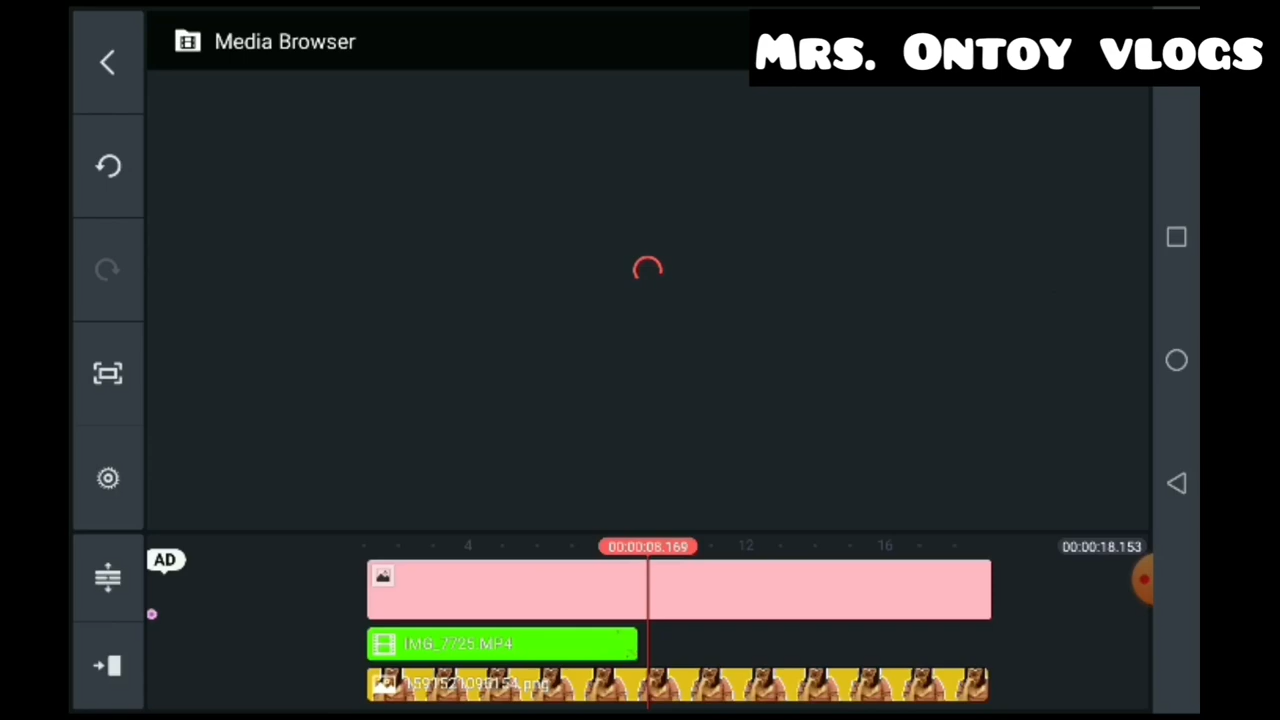 Media Browser
MRS. ONTOY VLOGS
4
00:00:08.169
12
16
00:00:18.153
AD
IMG_7725.MP4
1591521095154.png